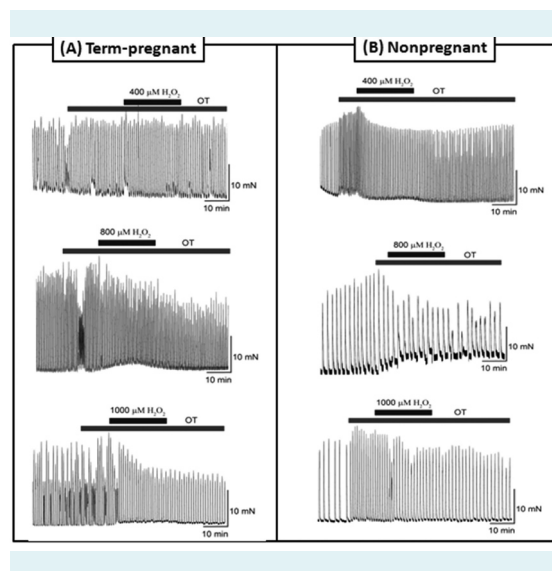 (A) Term-pregnant
400 μM H₂O₂
OT
10 mN
10 min
800 μM H₂O₂
OT
10 mN
10 min
1000 μM H₂O₂
OT
10 mN
10 min
(B) Nonpregnant
400 μM H₂O₂
OT
10 mN
10 min
800 μM H₂O₂
OT
10 mN
10 min
1000 μM H₂O₂
OT
10 mN
10 min